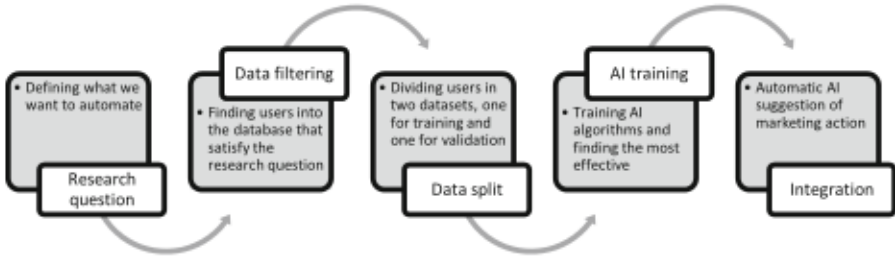 • Defining what we
want to automate
Research
question
Data filtering
• Finding users into
the database that
satisfy the
research question
• Dividing users in
two datasets, one
for training and
one for validation
Data split
AI training
• Training AI
algorithms and
finding the most
effective
• Automatic AI
suggestion of
marketing action
Integration